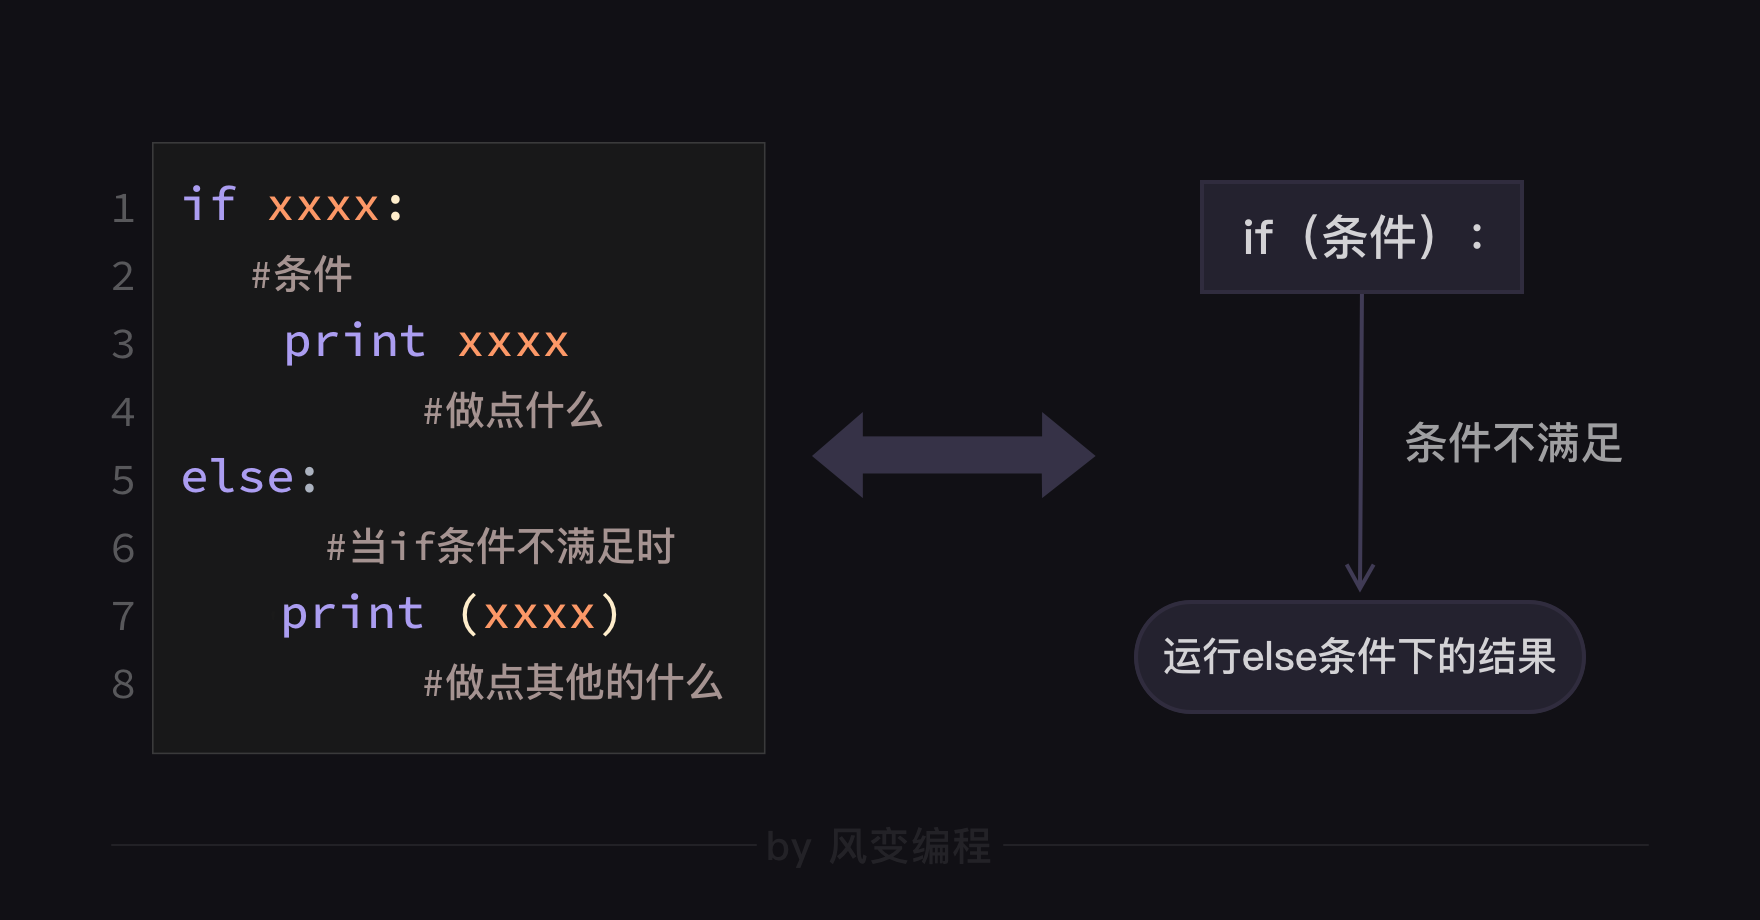 1 if xxxx:
2 #条件
3 print xxxx
4 #做点什么
5 else:
6 #当if条件不满足时
7 print (xxxx)
8 #做点其他的什么
if（条件）：
条件不满足
运行else条件下的结果
by 风变编程